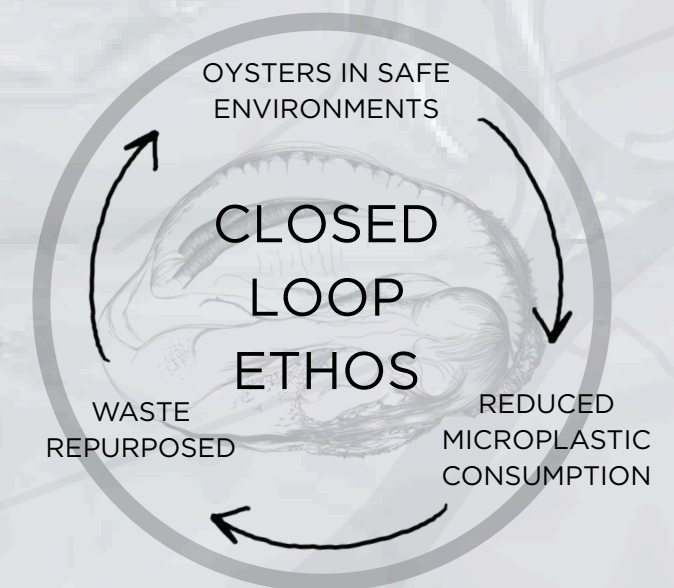 OYSTERS IN SAFE
ENVIRONMENTS
CLOSED
LOOP
ETHOS
REDUCED
MICROPLASTIC
CONSUMPTION
WASTE
REPURPOSED